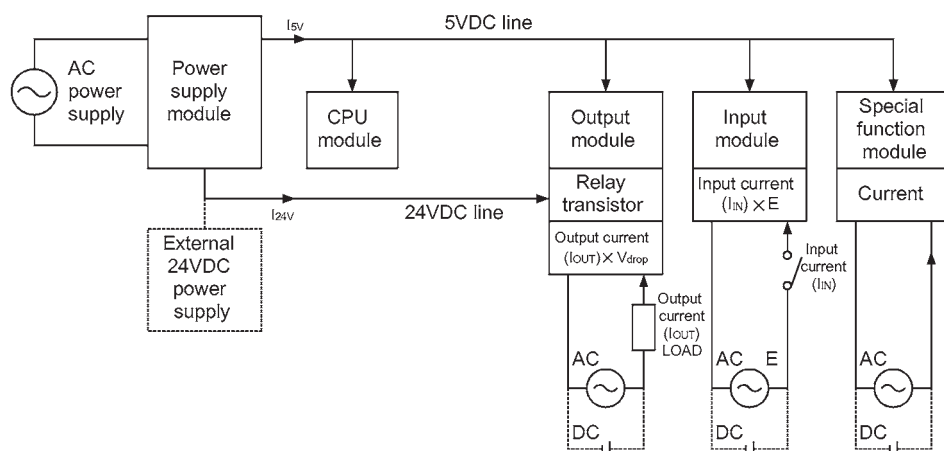 I5V
5VDC line
AC
power
supply
Power
supply
module
CPU
module
Output
module
Input
module
Special
function
module
Relay
transistor
Input current
(IIN) × E
Current
I24V
24VDC line
External
24VDC
power
supply
Output current
(IOUT) × Vdrop
Input
current
(IIN)
Output
current
(IOUT)
LOAD
AC
DC
AC E
DC
AC
DC